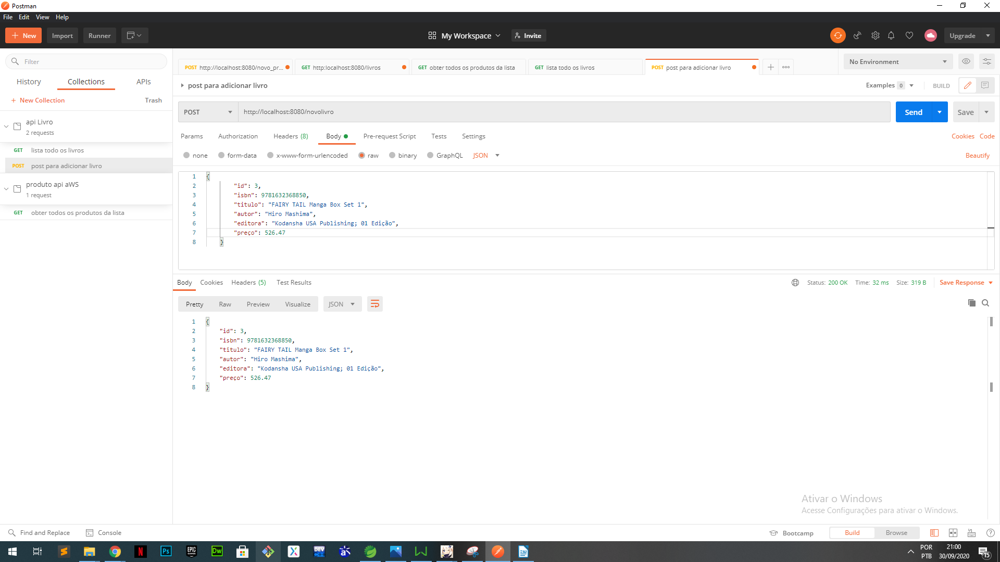 Postman
File Edit View Help
New Import Runner My Workspace Invite Upgrade
Filter
History Collections APIs
New Collection Trash
api Livro
2 requests
GET lista todo os livros
POST post para adicionar livro
produto api aWS
1 request
GET obter todos os produtos da lista
POST http://localhost:8080/novo_pr... GET http:localhost:8080/livros GET obter todos os produtos da lista GET lista todo os livros POST post para adicionar livro
No Environment
post para adicionar livro
Examples 0 BUILD
POST http://localhost:8080/novolivro Send Save
Params Authorization Headers (8) Body Pre-request Script Tests Settings Cookies Code
none form-data x-www-form-urlencoded raw binary GraphQL JSON Beautify
1 {
2 "id": 3,
3 "isbn": 9781632368850,
4 "titulo": "FAIRY TAIL Manga Box Set 1",
5 "autor": "Hiro Mashima",
6 "editora": "Kodansha USA Publishing; 01 Edição",
7 "preço": 526.47
8 }
Body Cookies Headers (5) Test Results Status: 200 OK Time: 32 ms Size: 319 B Save Response
Pretty Raw Preview Visualize JSON
1 {
2 "id": 3,
3 "isbn": 9781632368850,
4 "titulo": "FAIRY TAIL Manga Box Set 1",
5 "autor": "Hiro Mashima",
6 "editora": "Kodansha USA Publishing; 01 Edição",
7 "preço": 526.47
8 }
Ativar o Windows
Acesse Configurações para ativar o Windows.
Find and Replace Console Bootcamp Build Browse
N Ps EPIC GAMES Dw DEV C++
POR
PTB
21:00
30/09/2020
15